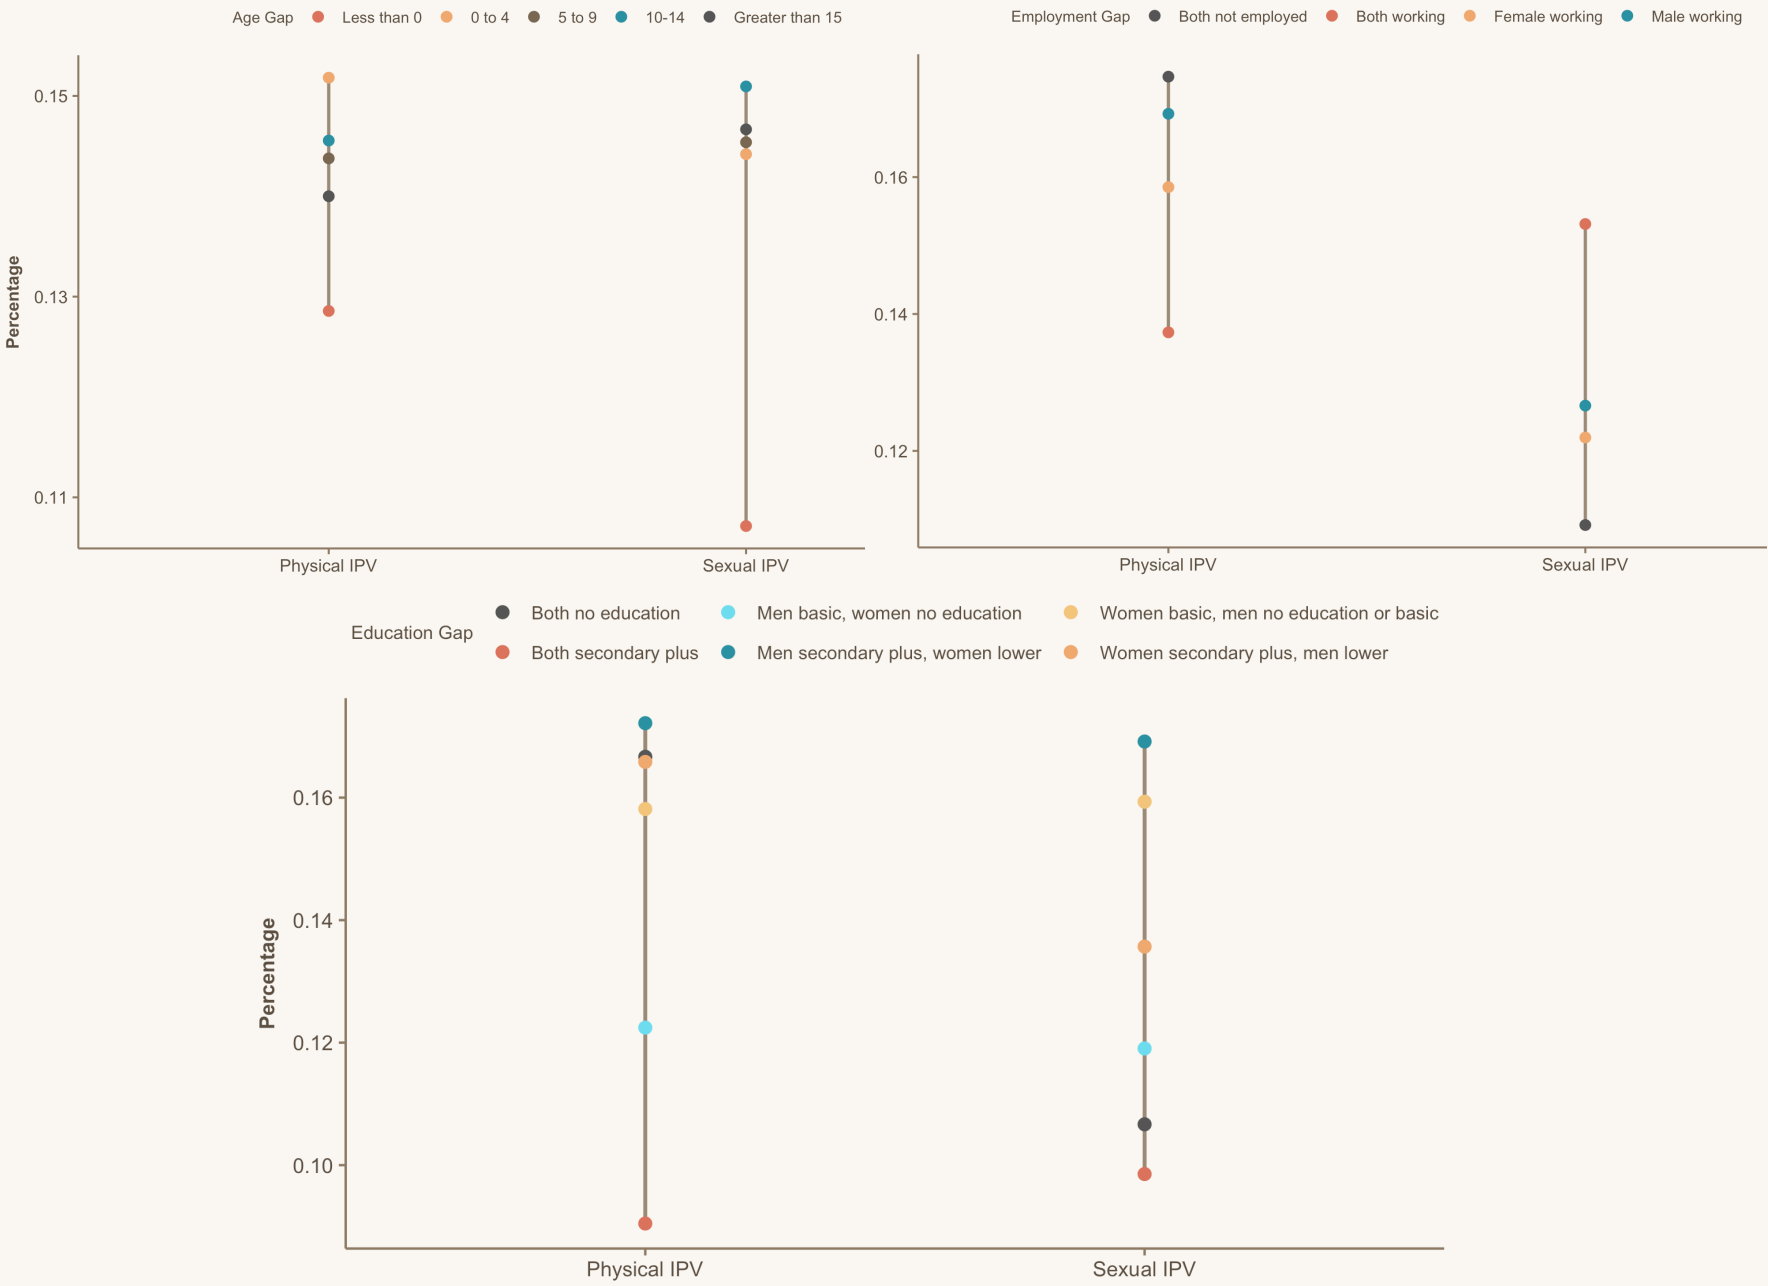 Age Gap Less than 0 0 to 4 5 to 9 10-14 Greater than 15
Percentage
0.15
0.13
0.11
Physical IPV Sexual IPV
Employment Gap Both not employed Both working Female working Male working
0.16
0.14
0.12
Physical IPV Sexual IPV
Education Gap
Both no education Men basic, women no education Women basic, men no education or basic
Both secondary plus Men secondary plus, women lower Women secondary plus, men lower
Percentage
0.16
0.14
0.12
0.10
Physical IPV Sexual IPV